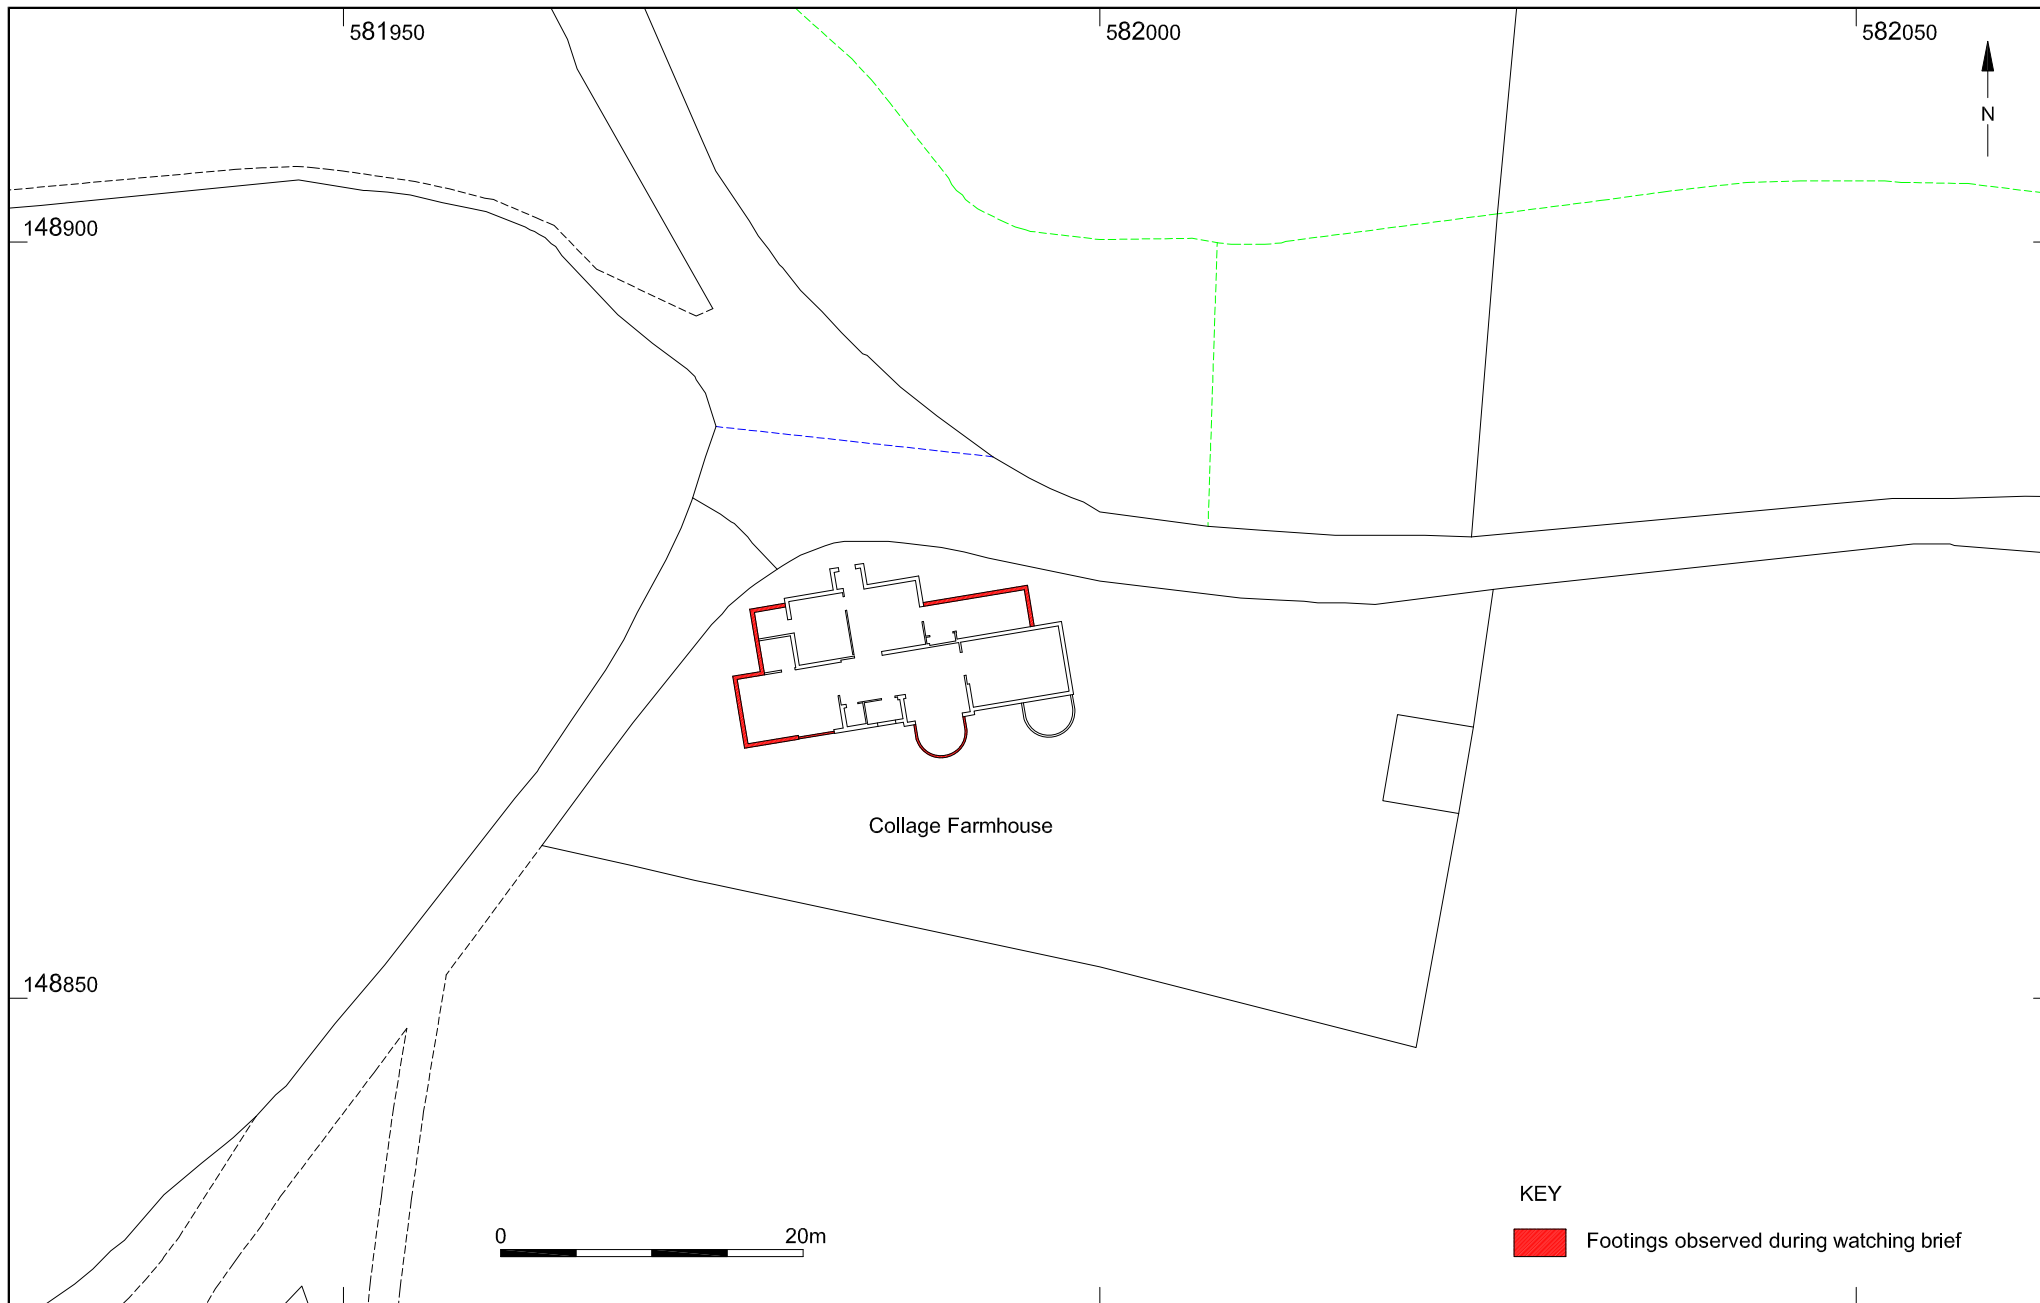 581950
582000
582050
N
148900
Collage Farmhouse
148850
KEY
0 20m
Footings observed during watching brief